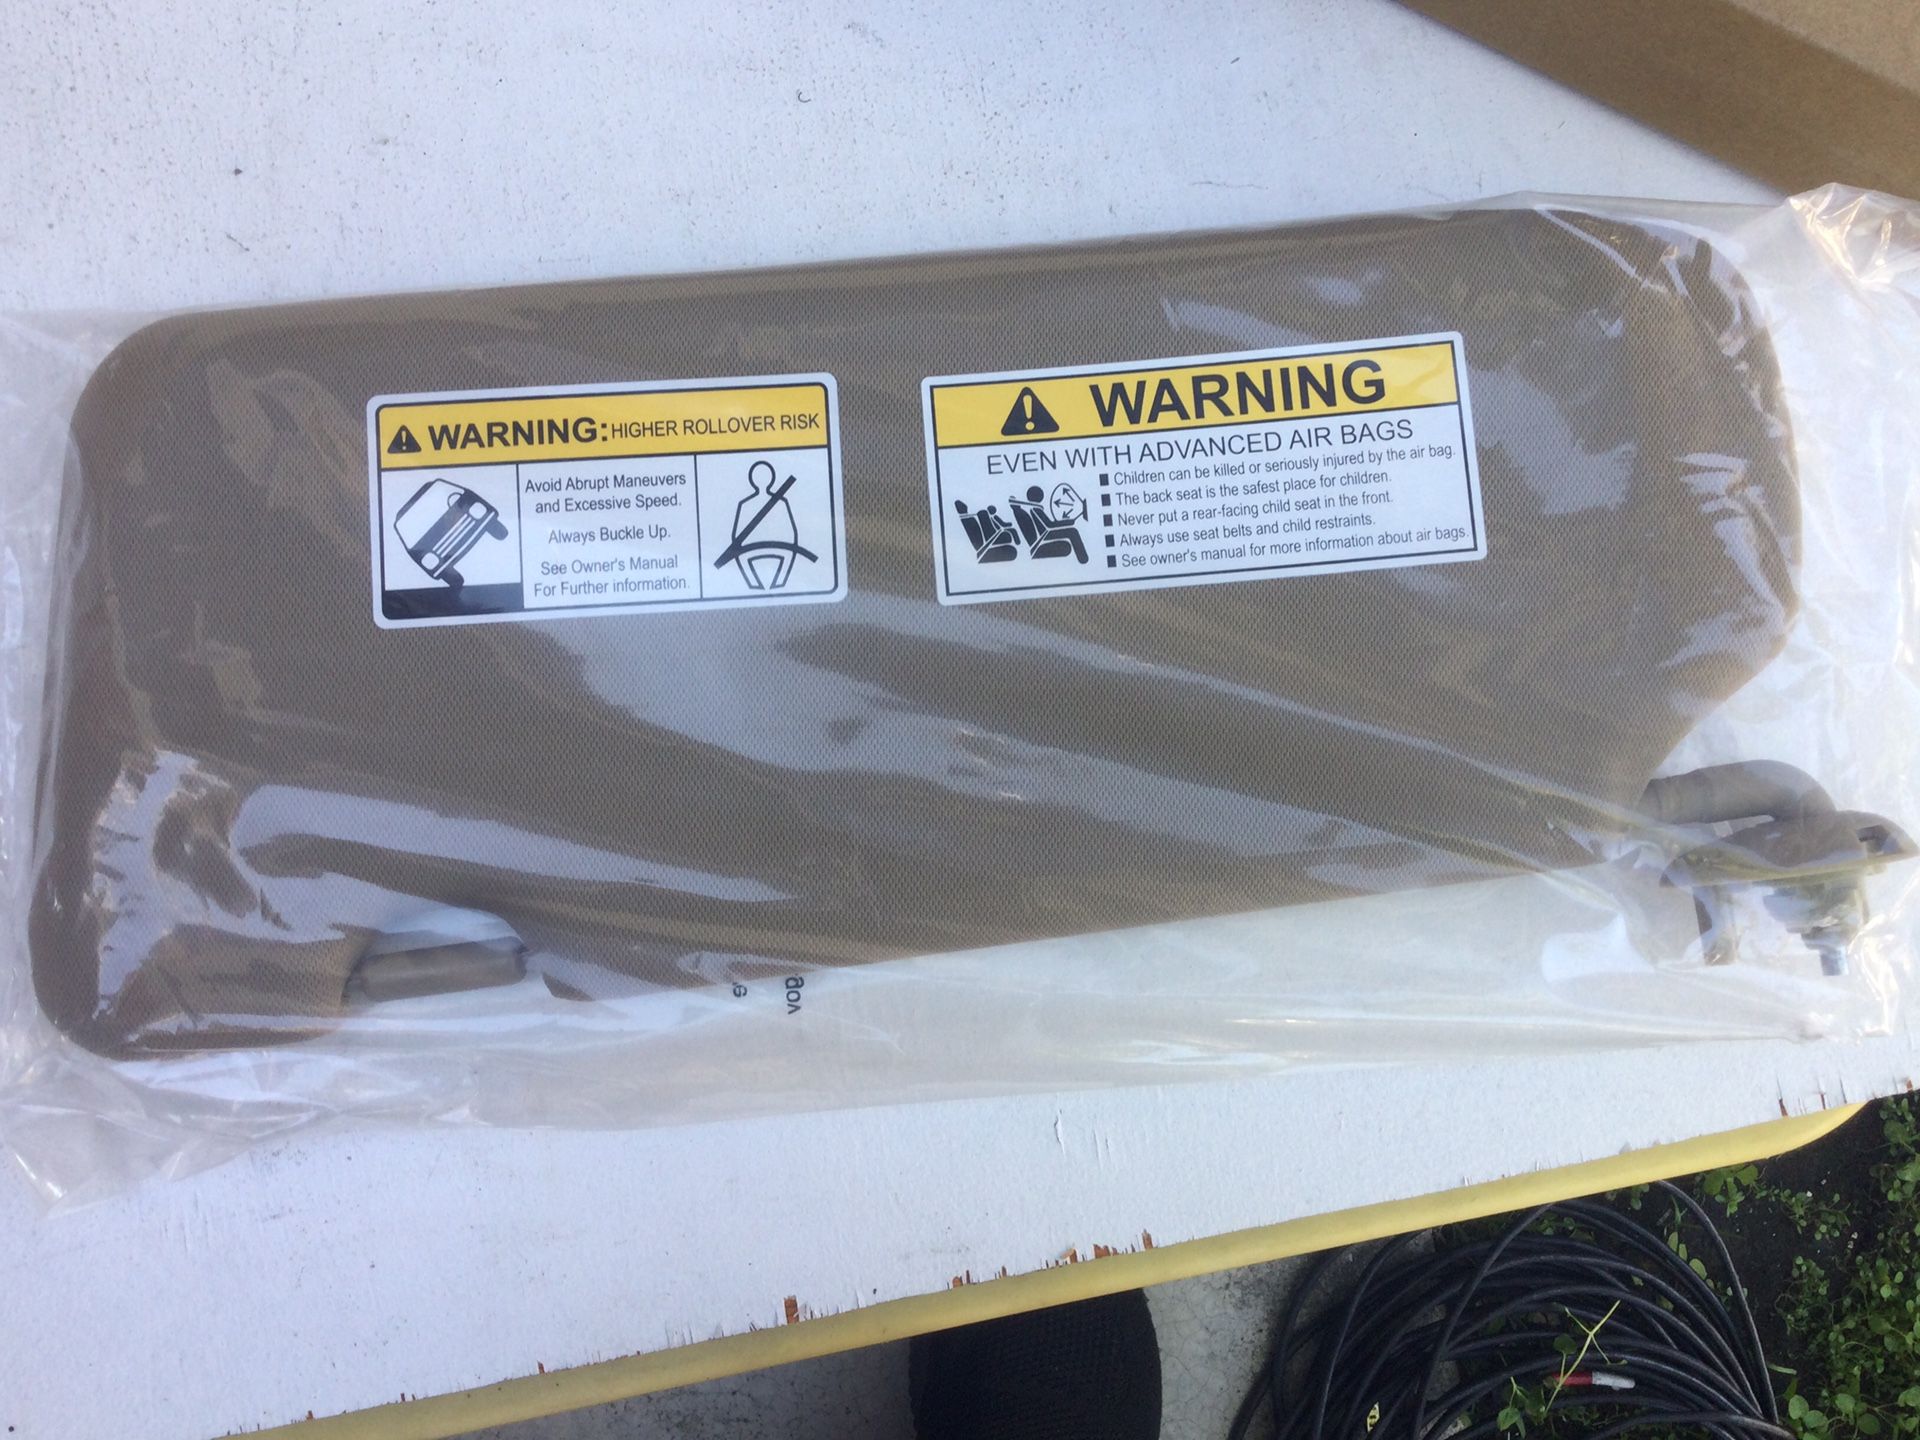 WARNING: HIGHER ROLLOVER RISK
Avoid Abrupt Maneuvers
and Excessive Speed.
Always Buckle Up.
See Owner's Manual
For Further information.
WARNING
EVEN WITH ADVANCED AIR BAGS
Children can be killed or seriously injured by the air bag.
The back seat is the safest place for children.
Never put a rear-facing child seat in the front.
Always use seat belts and child restraints.
See owner's manual for more information about air bags.